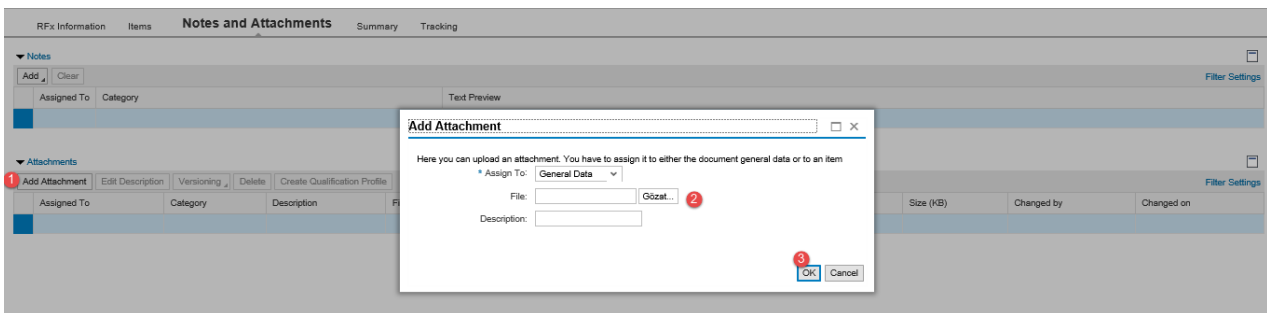 RFx Information Items Notes and Attachments Summary Tracking
Notes
Add Clear Filter Settings
Assigned To Category Text Preview
Add Attachment
Here you can upload an attachment. You have to assign it to either the document general data or to an item
* Assign To: General Data
File: Gözat... 2
Description:
3
OK Cancel
Attachments
1 Add Attachment Edit Description Versioning Delete Create Qualification Profile Filter Settings
Assigned To Category Description Fi Size (KB) Changed by Changed on